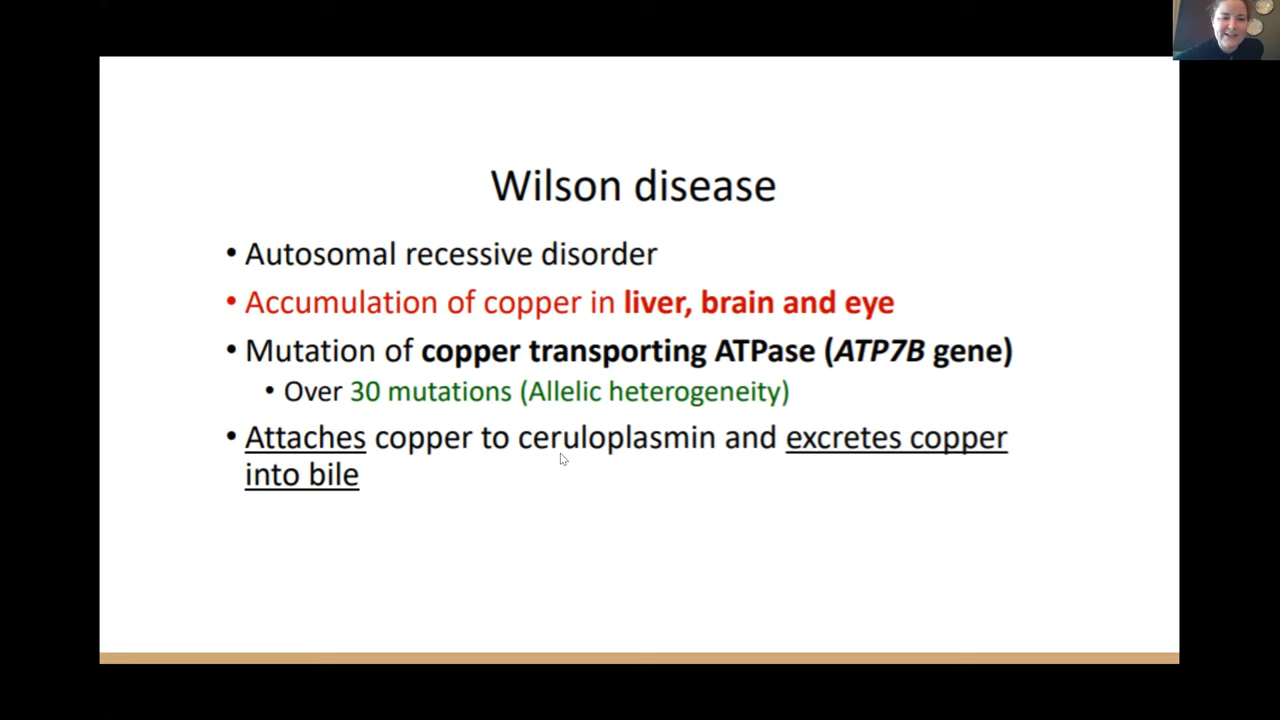 Wilson disease
• Autosomal recessive disorder
• Accumulation of copper in liver, brain and eye
• Mutation of copper transporting ATPase (ATP7B gene)
• Over 30 mutations (Allelic heterogeneity)
• Attaches copper to ceruloplasmin and excretes copper
into bile